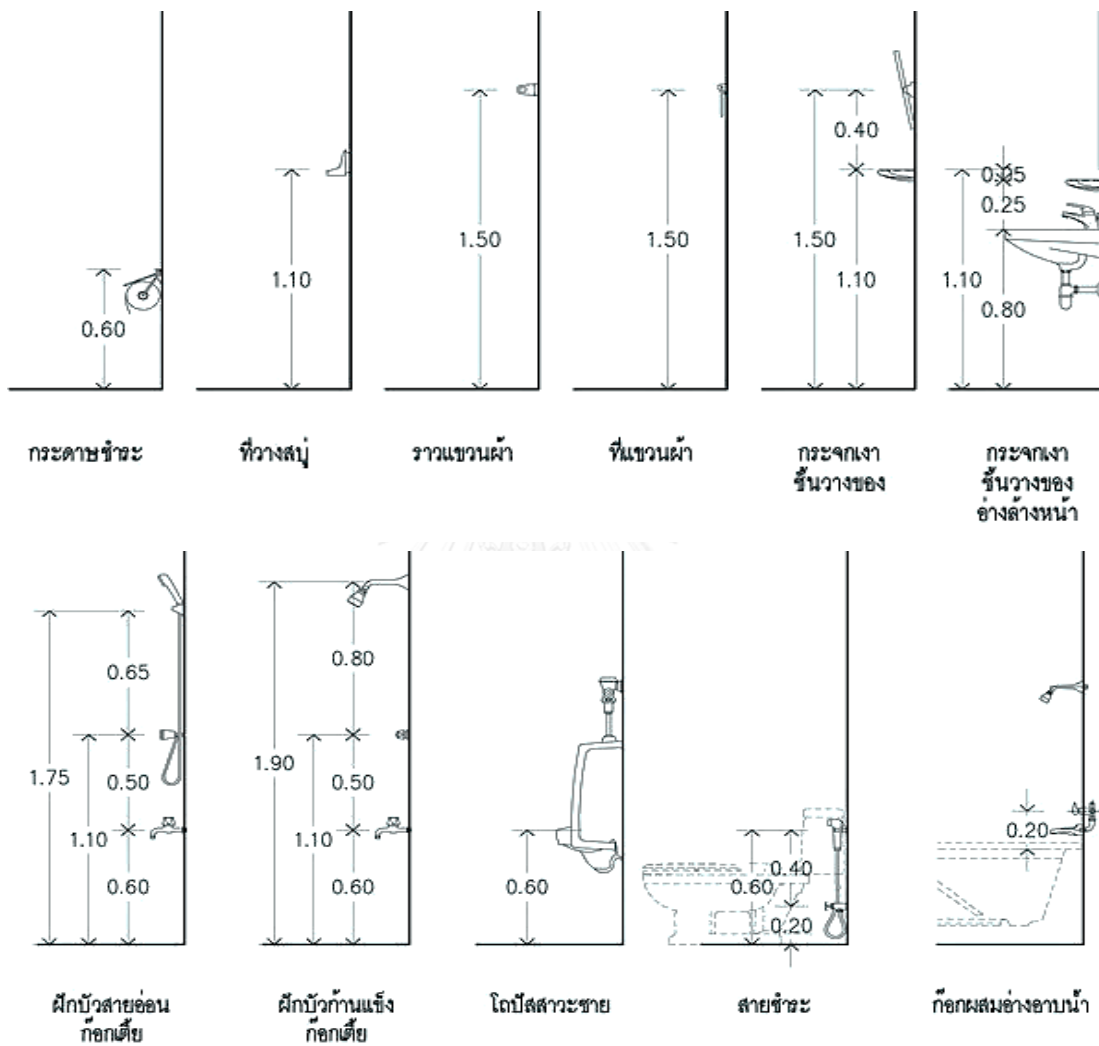 0.60
1.10
1.50
1.50
1.50
0.40
1.10
1.10
0.05
0.25
0.80
กระดาษชำระ
ที่วางสบู่
ราวแขวนผ้า
ที่แขวนผ้า
กระจกเงา
ชั้นวางของ
กระจกเงา
ชั้นวางของ
อ่างล้างหน้า
1.75
0.65
1.10
0.50
0.60
1.90
0.80
1.10
0.50
0.60
0.60
0.60
0.40
0.20
0.20
ฝักบัวสายอ่อน
ก๊อกเตี้ย
ฝักบัวก้านแข็ง
ก๊อกเตี้ย
โถปัสสาวะชาย
สายชำระ
ก๊อกผสมอ่างอาบน้ำ